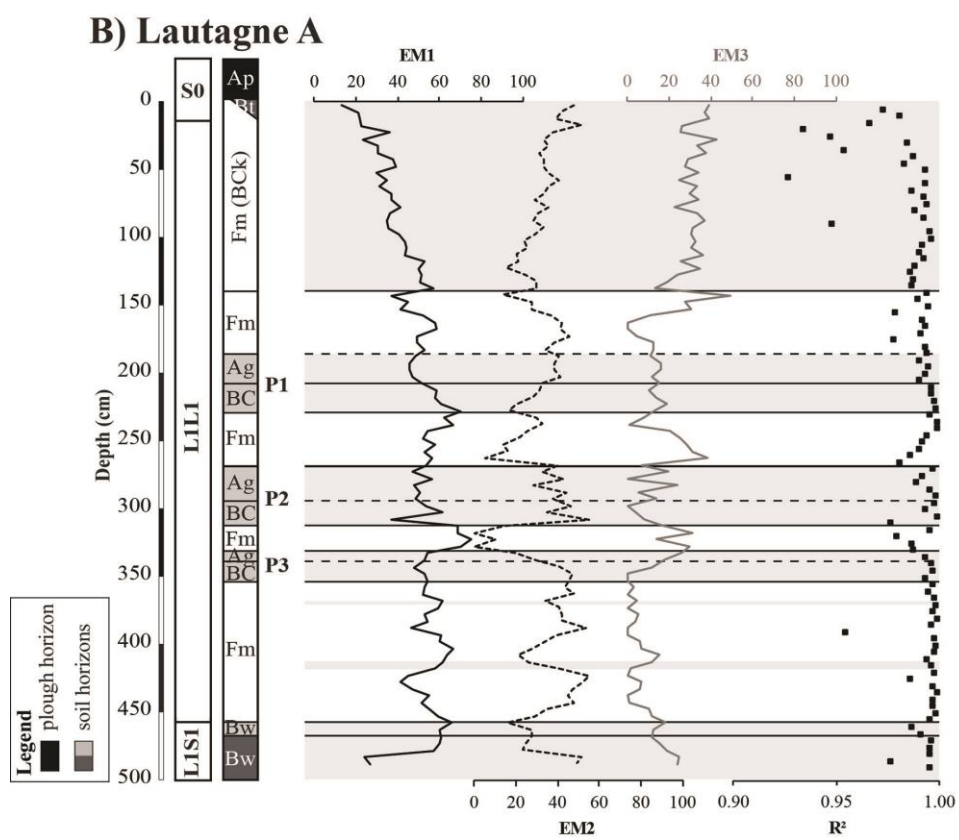 B) Lautagne A
EM1 EM3
0 20 40 60 80 100 0 20 40 60 80 100
Depth (cm)
0
50
100
150
200
250
300
350
400
450
500
S0
L1L1
L1S1
Ap
Bt
Fm (BCk)
Fm
Ag
BC
Fm
Ag
BC
Fm
Ag
BC
Fm
Bw
Bw
P1
P2
P3
0 20 40 60 80 100 0.90 0.95 1.00
EM2 R²
Legend
plough horizon
soil horizons